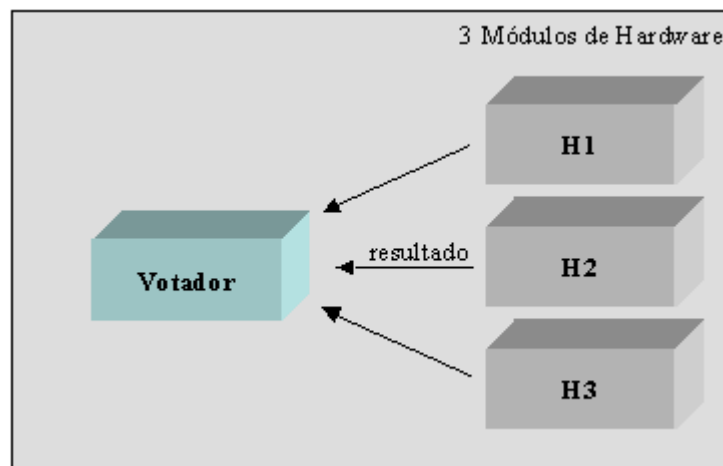 3 Módulos de Hardware
H1
resultado
H2
Votador
H3